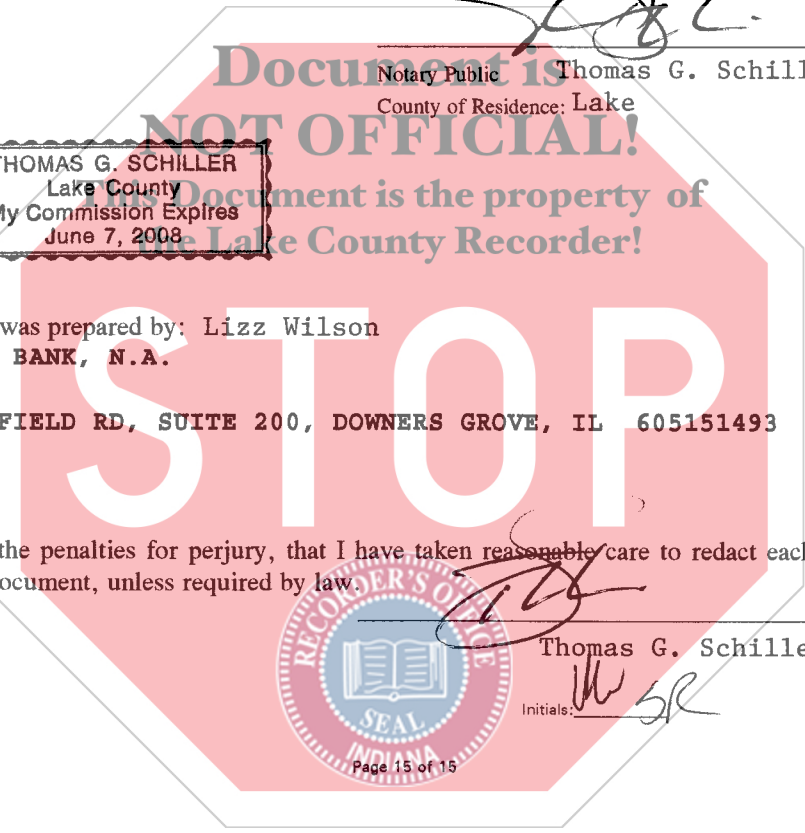 Document is
Notary Public Thomas G. Schill
County of Residence: Lake
NOT OFFICIAL!
THOMAS G. SCHILLER
Lake County
My Commission Expires
June 7, 2008
This Document is the property of
the Lake County Recorder!
was prepared by: Lizz Wilson
BANK, N.A.
STOP
FIELD RD, SUITE 200, DOWNERS GROVE, IL 605151493
the penalties for perjury, that I have taken reasonable care to redact each
ocument, unless required by law.
RECORDER'S OFFICE
SEAL
INDIANA
Thomas G. Schille
Initials: SR
Page 15 of 15